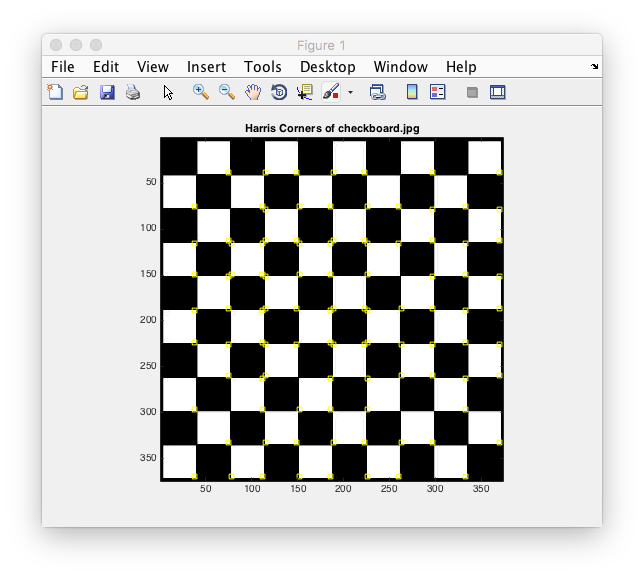 Figure 1
File Edit View Insert Tools Desktop Window Help
Harris Corners of checkboard.jpg
50
100
150
200
250
300
350
50 100 150 200 250 300 350